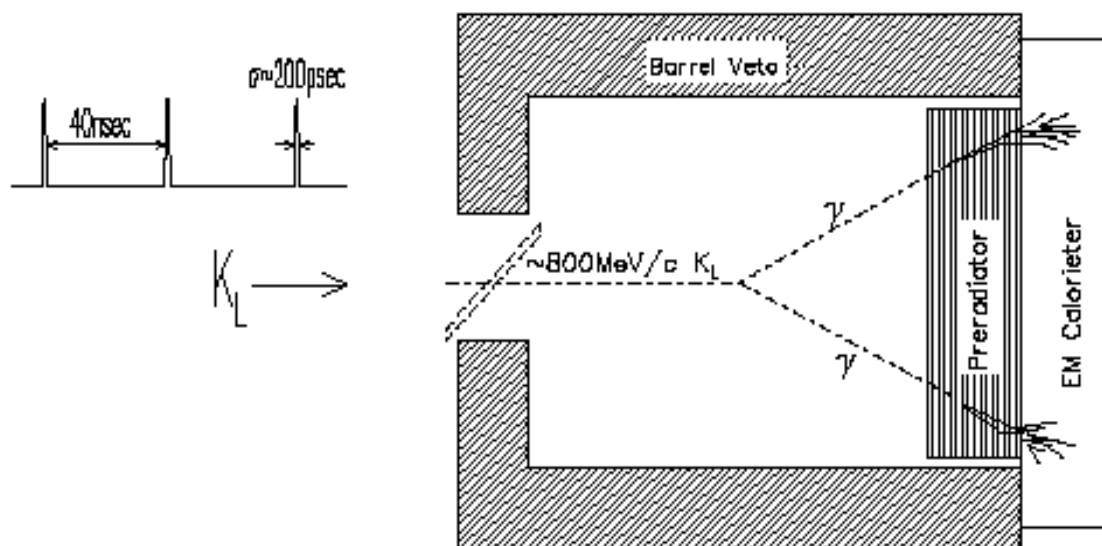 σ~200psec
40nsec
Barrel Veto
K_L
~800MeV/c K_L
γ
γ
Preradiator
EM Calorieter